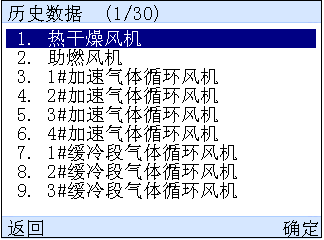 历史数据 (1/30)
1. 热干燥风机
2. 助燃风机
3. 1#加速气体循环风机
4. 2#加速气体循环风机
5. 3#加速气体循环风机
6. 4#加速气体循环风机
7. 1#缓冷段气体循环风机
8. 2#缓冷段气体循环风机
9. 3#缓冷段气体循环风机
返回 确定